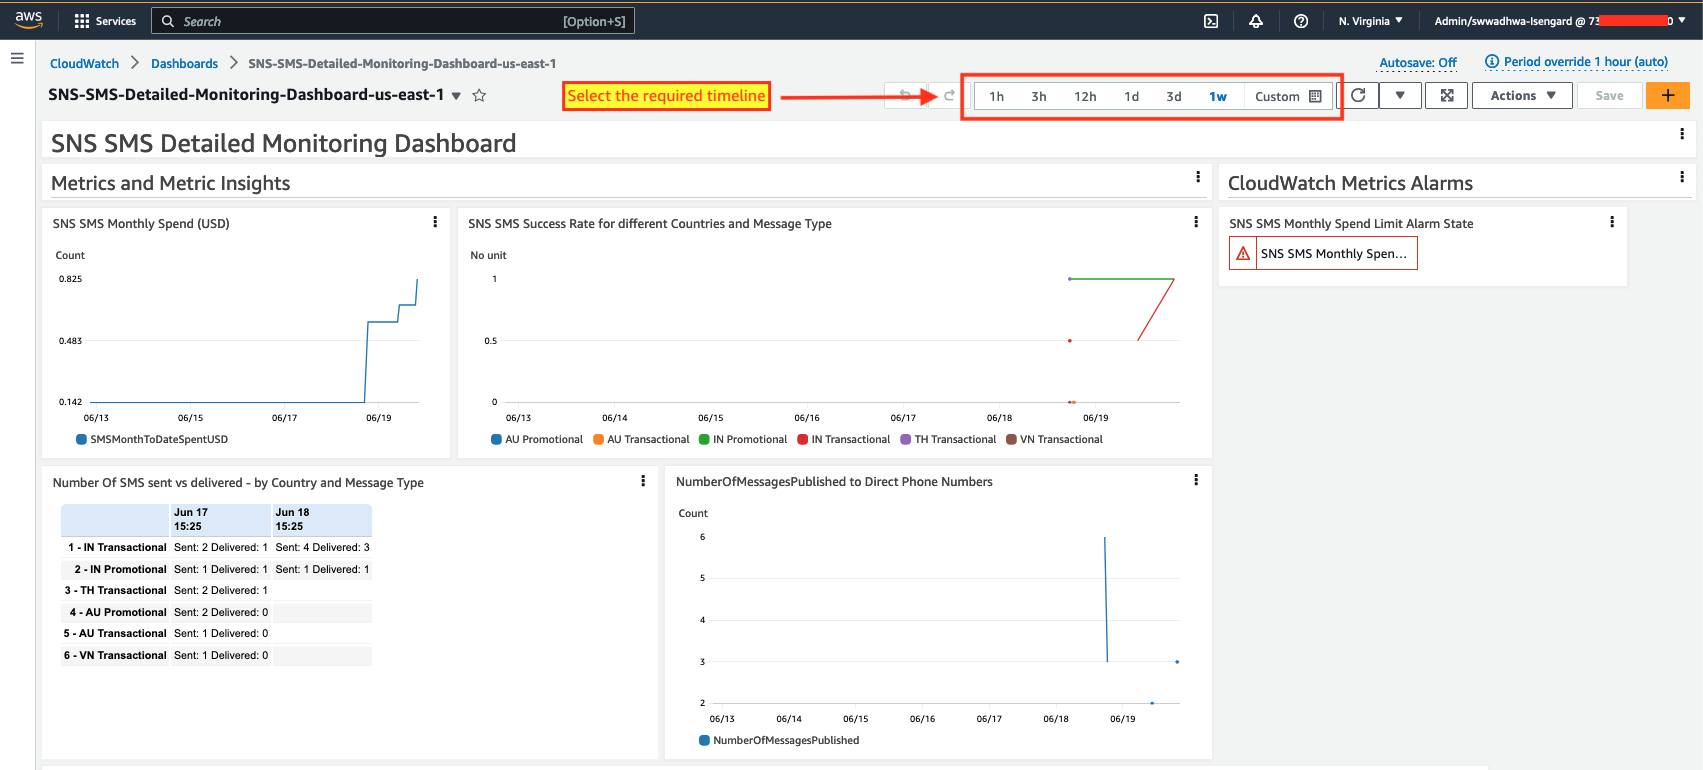 aws
Services
Search
[Option+S]
N. Virginia
Admin/swwadhwa-Isengard @ 73 0
CloudWatch
Dashboards
SNS-SMS-Detailed-Monitoring-Dashboard-us-east-1
Autosave: Off
Period override 1 hour (auto)
SNS-SMS-Detailed-Monitoring-Dashboard-us-east-1
Select the required timeline
1h 3h 12h 1d 3d 1w Custom
Actions
Save
SNS SMS Detailed Monitoring Dashboard
Metrics and Metric Insights
CloudWatch Metrics Alarms
SNS SMS Monthly Spend (USD)
Count
0.825
0.483
0.142
06/13 06/15 06/17 06/19
SMSMonthToDateSpentUSD
SNS SMS Success Rate for different Countries and Message Type
No unit
1
0.5
0
06/13 06/14 06/15 06/16 06/17 06/18 06/19
AU Promotional AU Transactional IN Promotional IN Transactional TH Transactional VN Transactional
SNS SMS Monthly Spend Limit Alarm State
SNS SMS Monthly Spen...
Number Of SMS sent vs delivered - by Country and Message Type
Jun 17 Jun 18
15:25 15:25
1 - IN Transactional Sent: 2 Delivered: 1 Sent: 4 Delivered: 3
2 - IN Promotional Sent: 1 Delivered: 1 Sent: 1 Delivered: 1
3 - TH Transactional Sent: 2 Delivered: 1
4 - AU Promotional Sent: 2 Delivered: 0
5 - AU Transactional Sent: 1 Delivered: 0
6 - VN Transactional Sent: 1 Delivered: 0
NumberOfMessagesPublished to Direct Phone Numbers
Count
6
5
4
3
2
06/13 06/14 06/15 06/16 06/17 06/18 06/19
NumberOfMessagesPublished